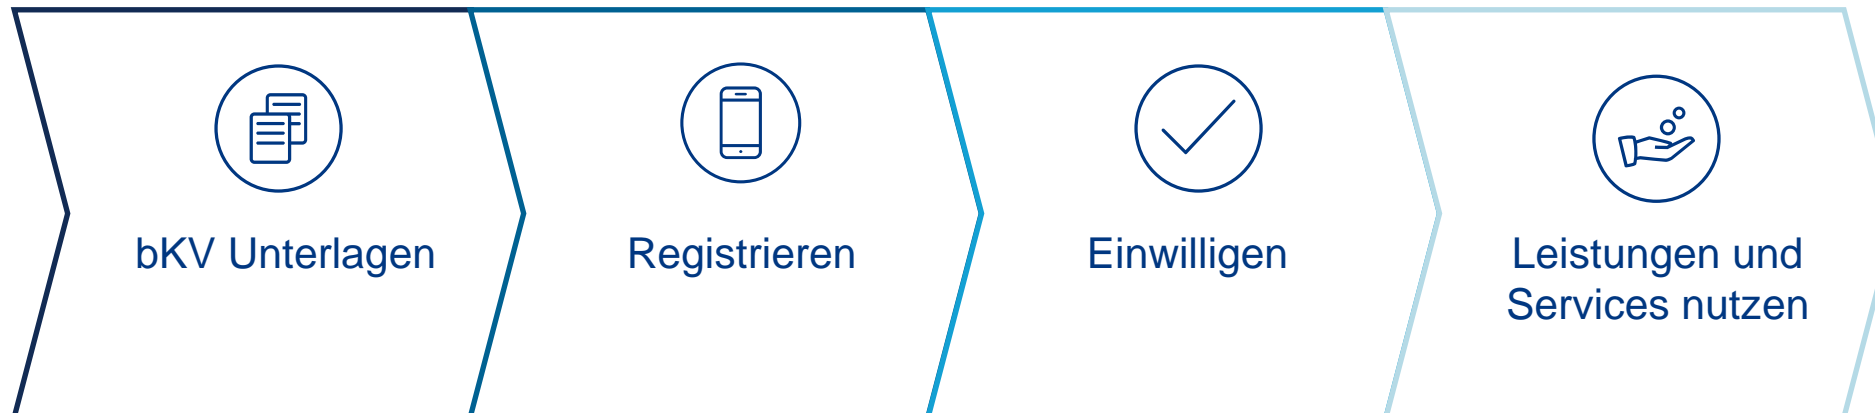 bKV Unterlagen
Registrieren
Einwilligen
Leistungen und
Services nutzen